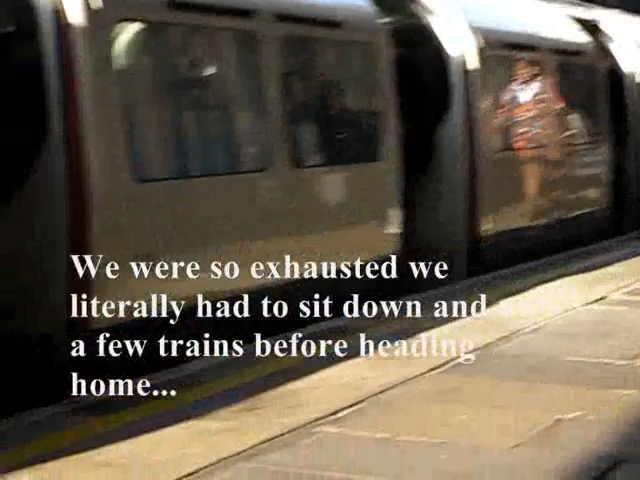 We were so exhausted we
literally had to sit down and
a few trains before heading
home...